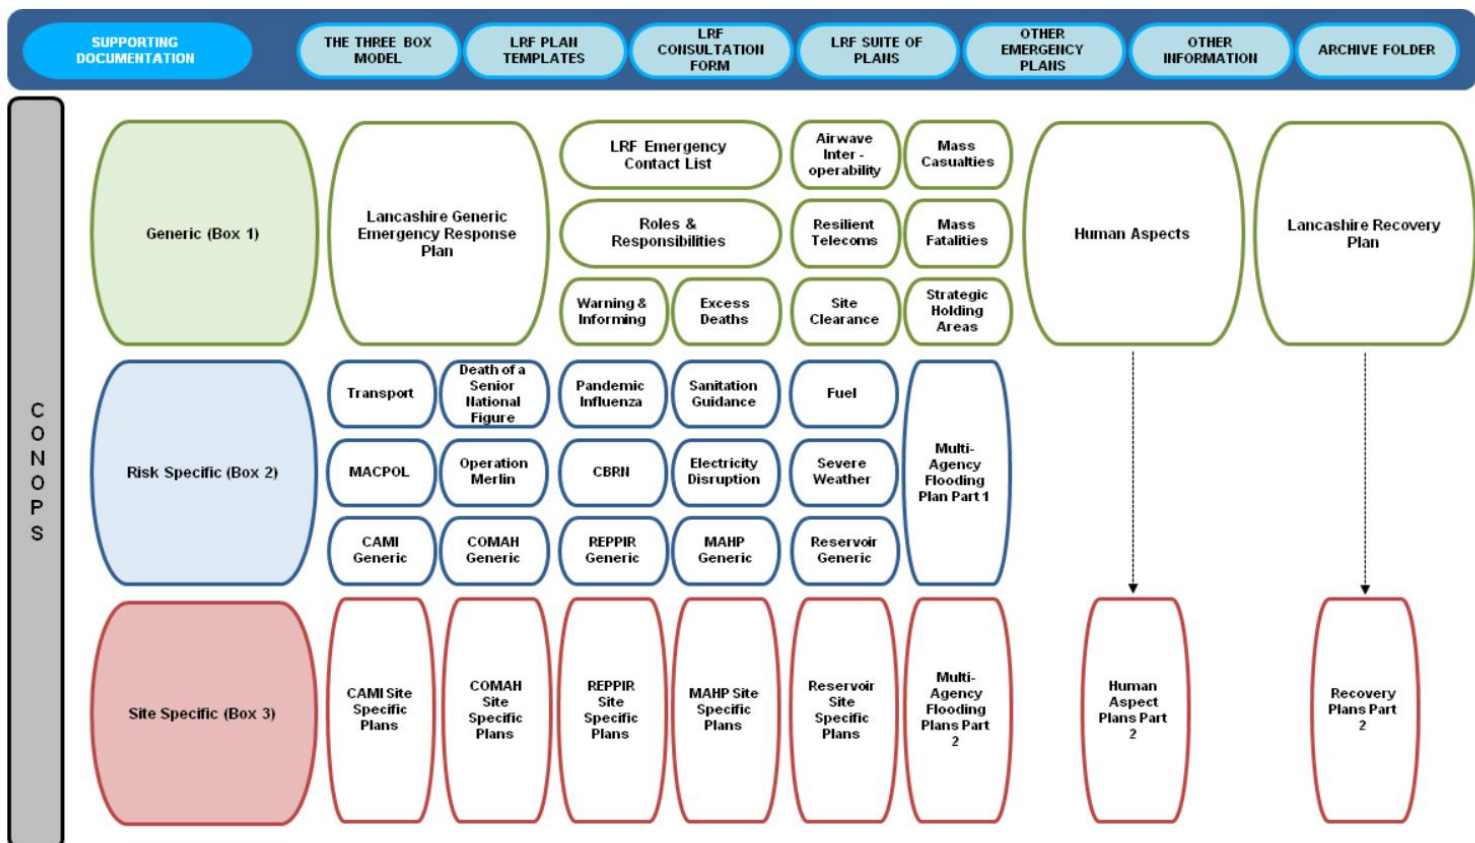 SUPPORTING
DOCUMENTATION
THE THREE BOX
MODEL
LRF PLAN
TEMPLATES
LRF
CONSULTATION
FORM
LRF SUITE OF
PLANS
OTHER
EMERGENCY
PLANS
OTHER
INFORMATION
ARCHIVE FOLDER
C
O
N
O
P
S
Generic (Box 1)
Lancashire Generic
Emergency Response
Plan
LRF Emergency
Contact List
Airwave
Inter -
operability
Mass
Casualties
Roles &
Responsibilities
Resilient
Telecoms
Mass
Fatalities
Warning &
Informing
Excess
Deaths
Site
Clearance
Strategic
Holding
Areas
Human Aspects
Lancashire Recovery
Plan
Risk Specific (Box 2)
Transport
Death of a
Senior
National
Figure
Pandemic
Influenza
Sanitation
Guidance
Fuel
MACPOL
Operation
Merlin
CBRN
Electricity
Disruption
Severe
Weather
Multi-
Agency
Flooding
Plan Part 1
CAMI
Generic
COMAH
Generic
REPPIR
Generic
MAHP
Generic
Reservoir
Generic
Site Specific (Box 3)
CAMI Site
Specific
Plans
COMAH
Site
Specific
Plans
REPPIR
Site
Specific
Plans
MAHP Site
Specific
Plans
Reservoir
Site
Specific
Plans
Multi-
Agency
Flooding
Plans Part
2
Human
Aspect
Plans Part
2
Recovery
Plans Part
2